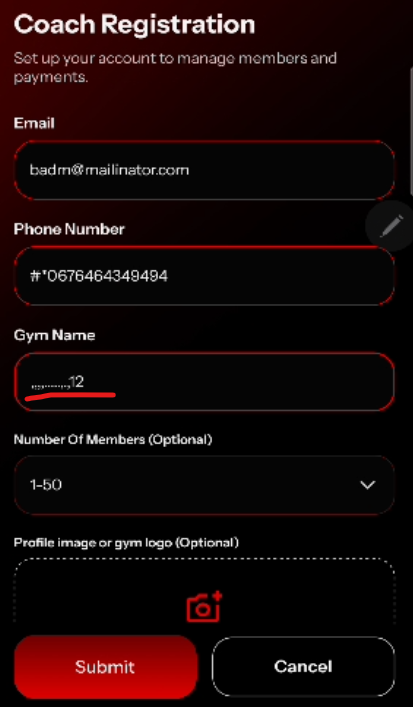 Coach Registration
Set up your account to manage members and
payments.
Email
badm@mailinator.com
Phone Number
#*0676464349494
Gym Name
,,,,.......,12
Number Of Members (Optional)
1-50
Profile image or gym logo (Optional)
Submit
Cancel